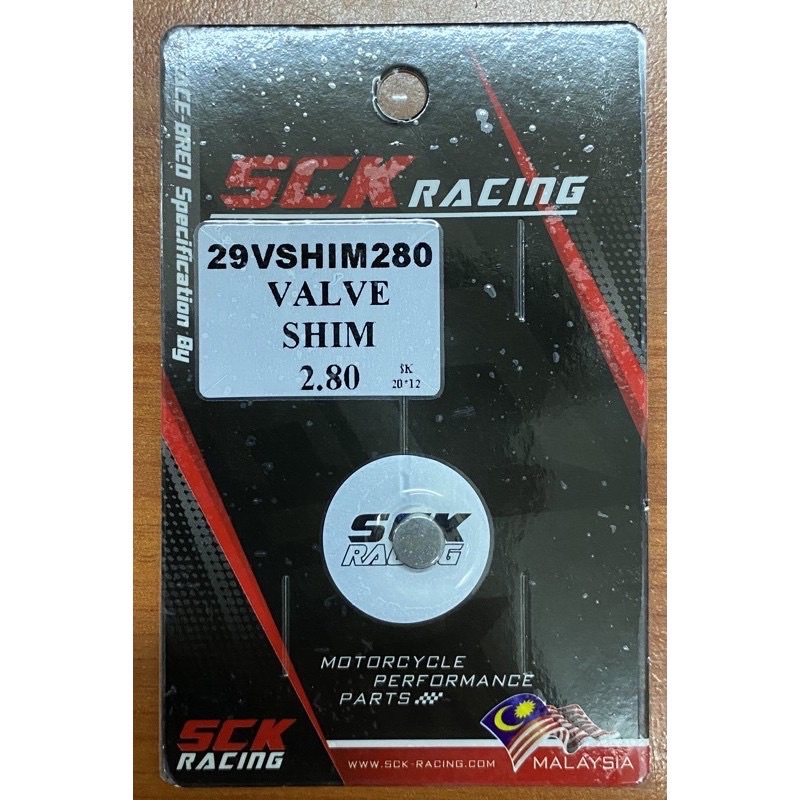 RACE-BRED Specification By
SCK RACING
29VSHIM280
VALVE
SHIM
2.80
SK
20*12
SCK
RACING
MOTORCYCLE
PERFORMANCE
PARTS
SCK
RACING
WWW.SCK-RACING.COM
MALAYSIA